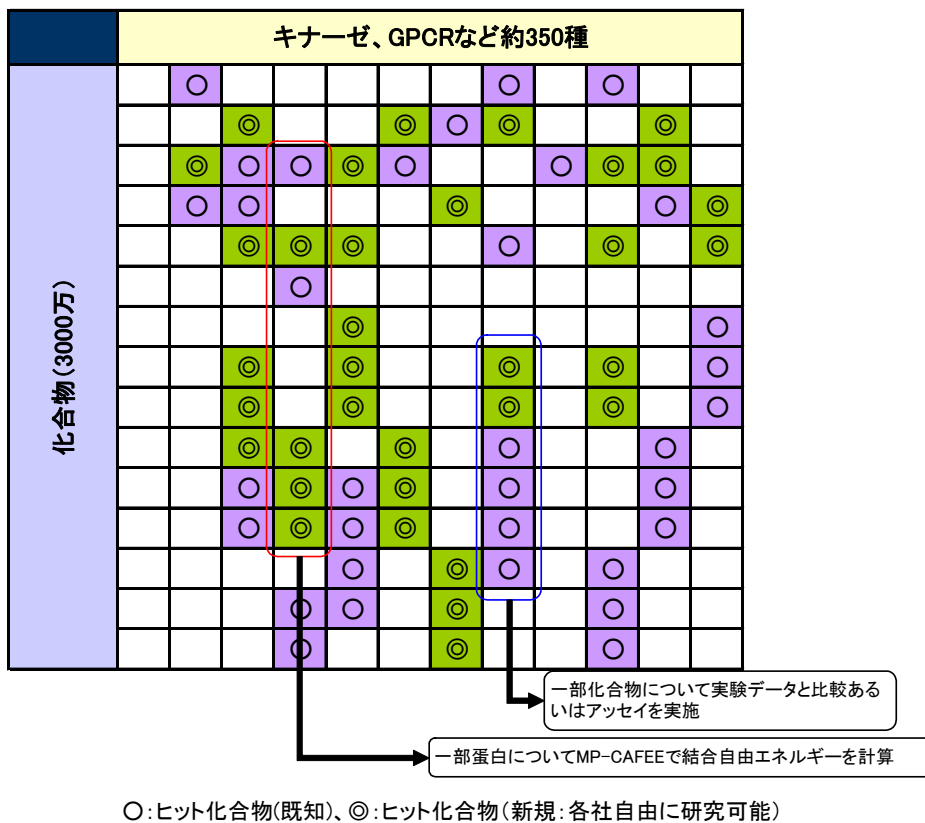 キナーゼ、GPCRなど約350種
化合物(3000万)
○ ○ ○
◎ ◎ ○ ◎ ◎
◎ ○ ○ ◎ ○ ○ ◎ ◎
○ ○ ◎ ○ ◎
◎ ◎ ◎ ○ ◎ ◎
○
◎ ○
◎ ◎ ◎ ◎ ○
◎ ◎ ◎ ◎ ○
◎ ◎ ◎ ○ ○
○ ◎ ○ ◎ ○ ○
○ ◎ ○ ◎ ○ ○
○ ◎ ○ ○
○ ○ ◎ ○
○ ◎ ○
一部化合物について実験データと比較ある
いはアッセイを実施
一部蛋白についてMP-CAFEEで結合自由エネルギーを計算
○:ヒット化合物(既知)、◎:ヒット化合物(新規:各社自由に研究可能)